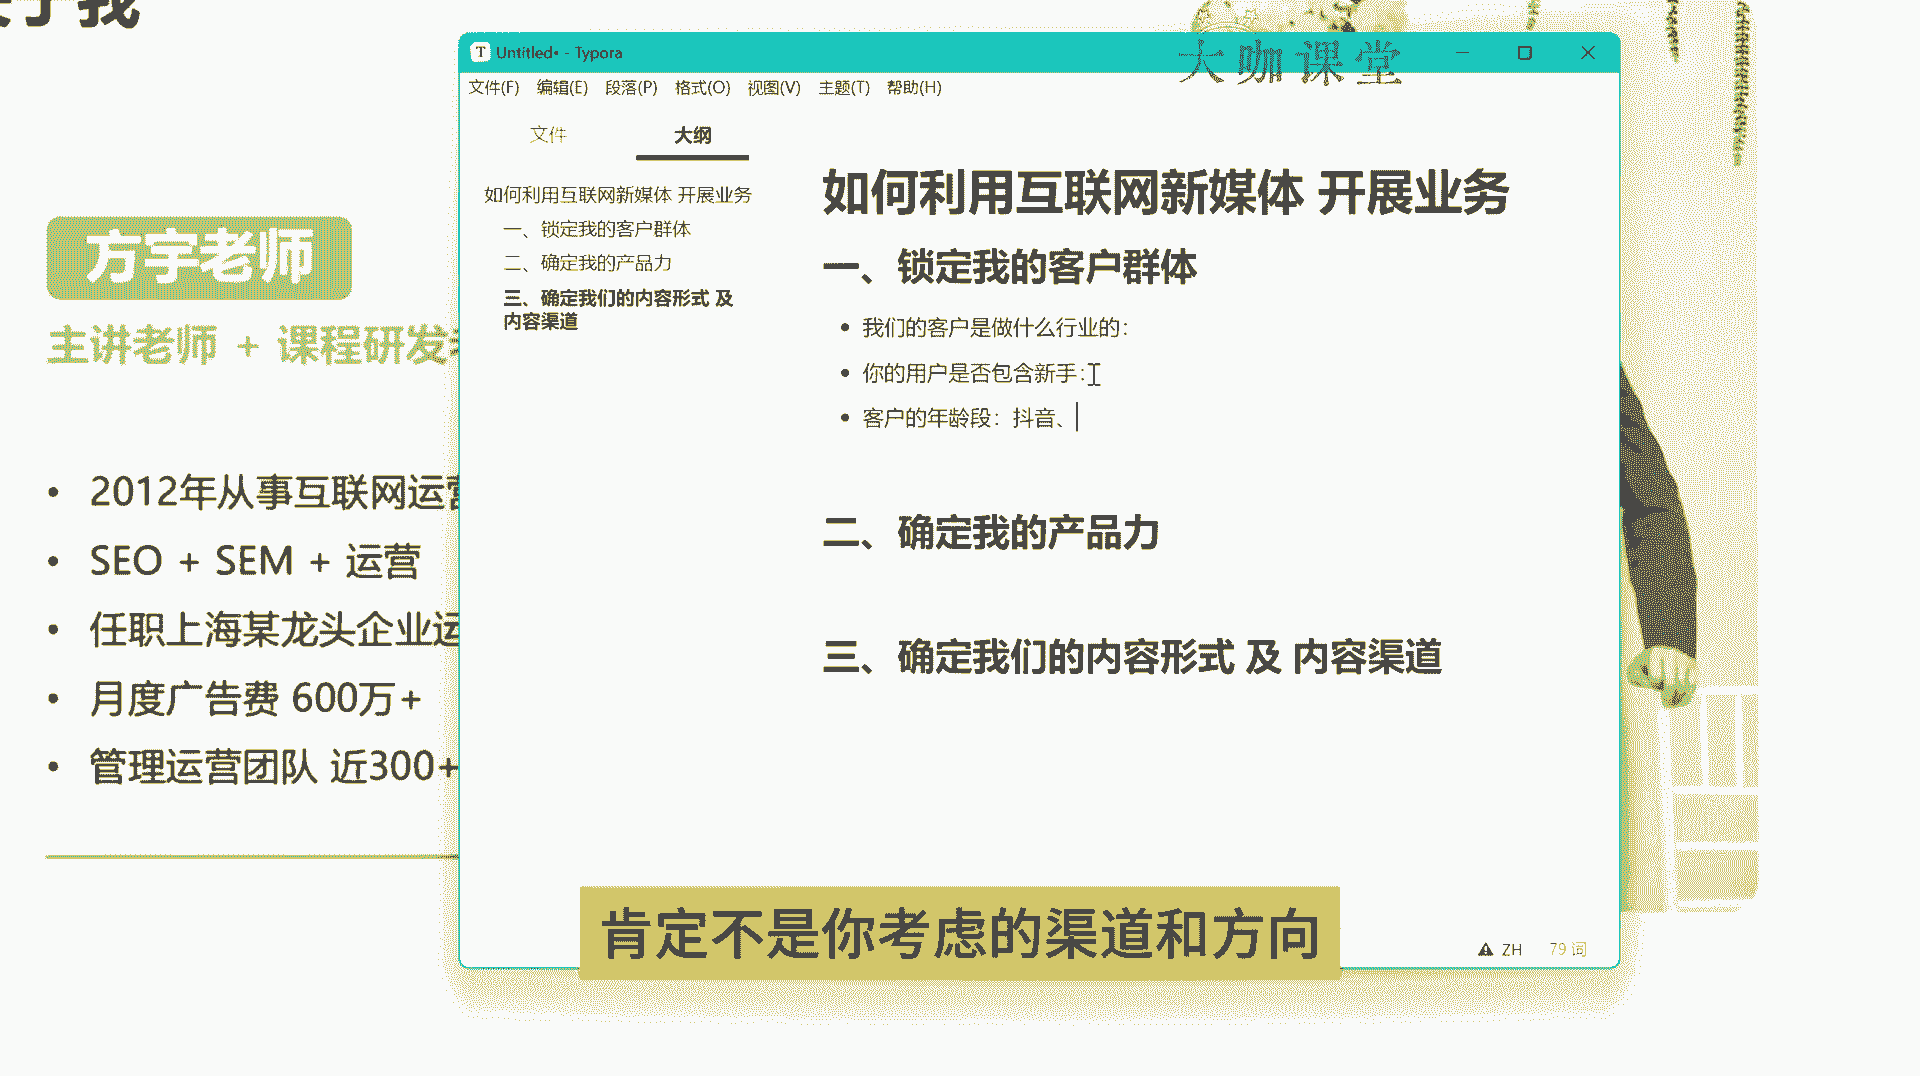 于我
方宇老师
主讲老师 + 课程研发
2012年从事互联网运营
SEO + SEM + 运营
任职上海某龙头企业运
月度广告费 600万+
管理运营团队 近300+
大咖课堂
T Untitled• - Typora
文件(F) 编辑(E) 段落(P) 格式(O) 视图(V) 主题(T) 帮助(H)
文件 大纲
如何利用互联网新媒体 开展业务
一、锁定我的客户群体
二、确定我的产品力
三、确定我们的内容形式 及
内容渠道
如何利用互联网新媒体 开展业务
一、锁定我的客户群体
我们的客户是做什么行业的：
你的用户是否包含新手：
客户的年龄段：抖音、
二、确定我的产品力
三、确定我们的内容形式 及 内容渠道
肯定不是你考虑的渠道和方向
ZH 79 词